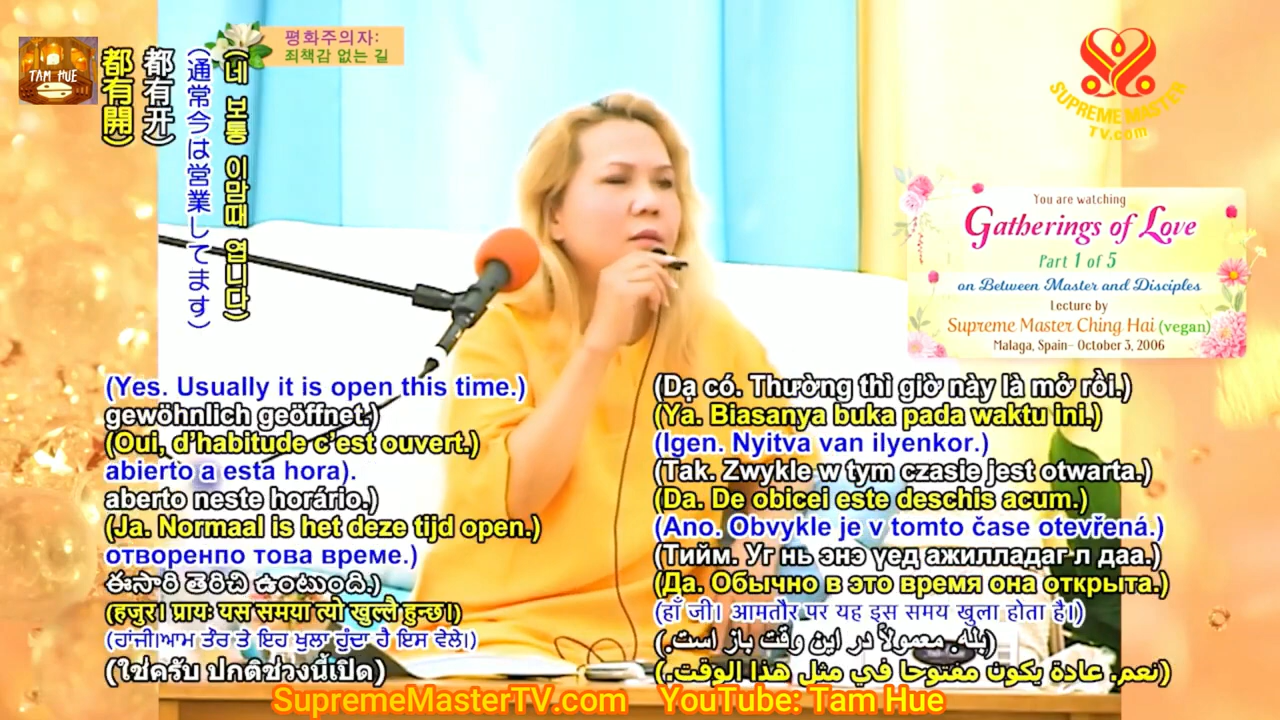 TAM HUE
평화주의자:
죄책감 없는 길
(네 보통 이맘때 엽니다)
(通常今は営業してます)
都有开)
都有開)
SUPREME MASTER
TV.com
You are watching
Gatherings of Love
Part 1 of 5
on Between Master and Disciples
Lecture by
Supreme Master Ching Hai (vegan)
Malaga, Spain– October 3, 2006
(Yes. Usually it is open this time.)
gewöhnlich geöffnet.)
(Oui, d’habitude c’est ouvert.)
abierto a esta hora).
aberto neste horário.)
(Ja. Normaal is het deze tijd open.)
отворенпо това време.)
ఈసారి తెరిచి ఉంటుంది.)
(हजुर। प्रायः यस समया त्यो खुल्लै हुन्छ।)
(ਹਾਂਜੀ।ਆਮ ਤੌਰ ਤੇ ਇਹ ਖੁਲਾ ਹੁੰਦਾ ਹੈ ਇਸ ਵੇਲੇ।)
(ใช่ครับ ปกติช่วงนี้เปิด)
(Dạ có. Thường thì giờ này là mở rồi.)
(Ya. Biasanya buka pada waktu ini.)
(Igen. Nyitva van ilyenkor.)
(Tak. Zwykle w tym czasie jest otwarta.)
(Da. De obicei este deschis acum.)
(Ano. Obvykle je v tomto čase otevřená.)
(Тийм. Уг нь энэ үед ажилладаг л даа.)
(Да. Обычно в это время она открыта.)
(हाँ जी। आमतौर पर यह इस समय खुला होता है।)
(بله. معمولاً در این وقت باز است.)
(نعم. عادة يكون مفتوحا في مثل هذا الوقت.)
SupremeMasterTV.com YouTube: Tam Hue